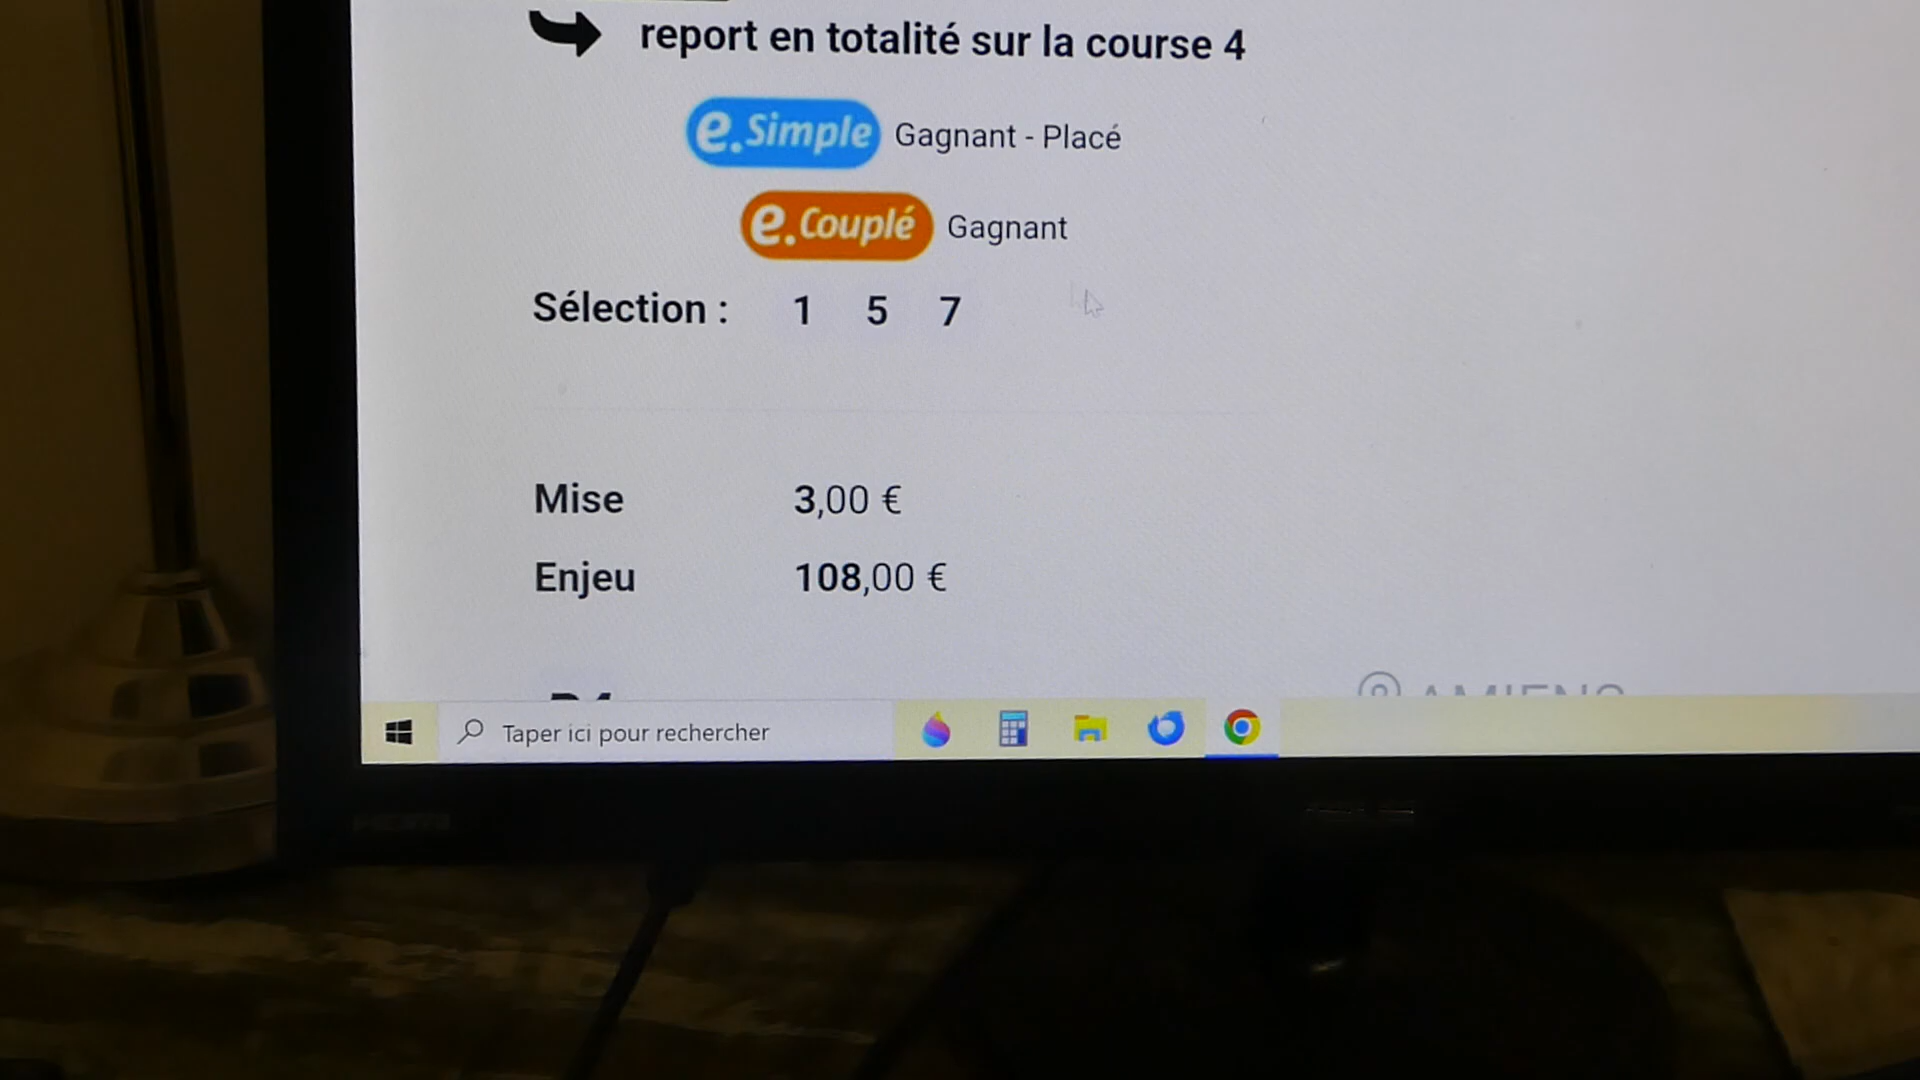 report en totalité sur la course 4
e.Simple Gagnant - Placé
e.Couplé Gagnant
Sélection : 1 5 7
Mise 3,00 €
Enjeu 108,00 €
Taper ici pour rechercher